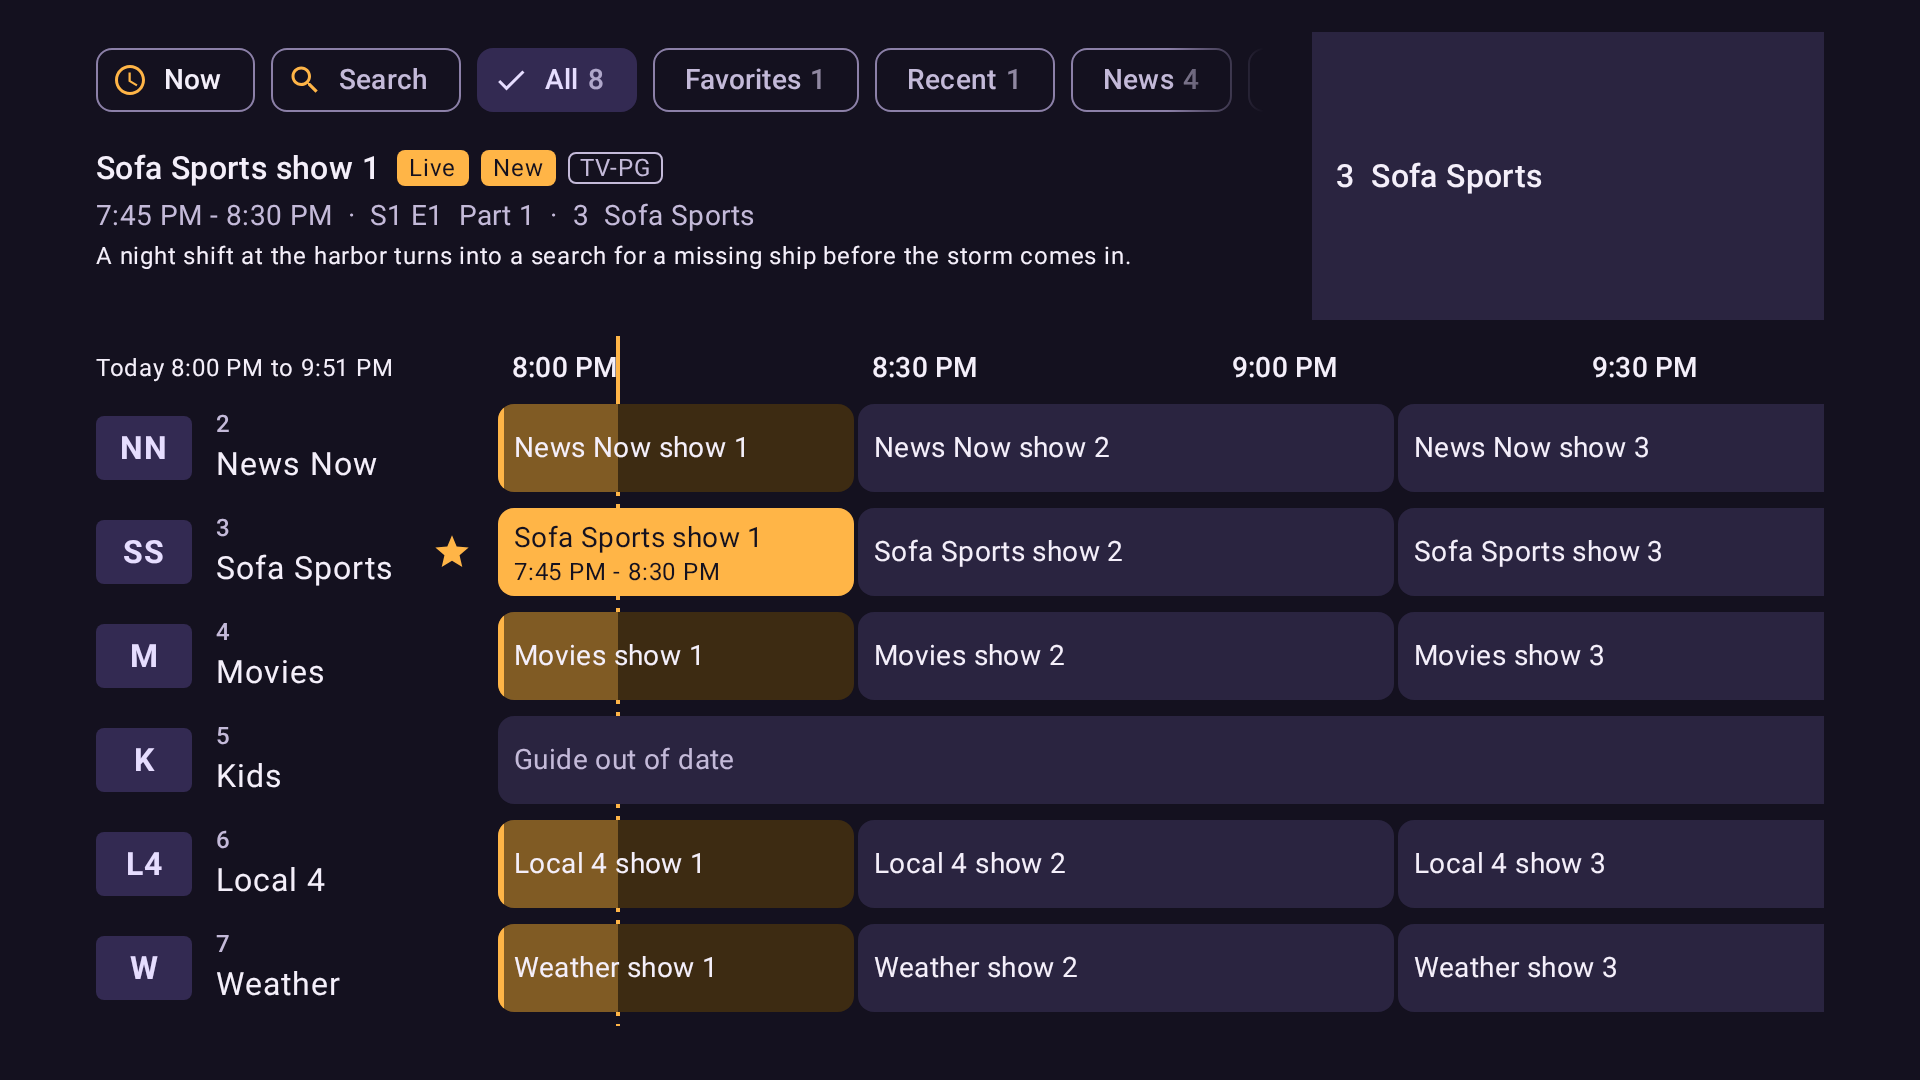 Now Search All 8 Favorites 1 Recent 1 News 4
Sofa Sports show 1 Live New TV-PG
7:45 PM - 8:30 PM · S1 E1 Part 1 · 3 Sofa Sports
A night shift at the harbor turns into a search for a missing ship before the storm comes in.
3 Sofa Sports
Today 8:00 PM to 9:51 PM 8:00 PM 8:30 PM 9:00 PM 9:30 PM
NN 2 News Now News Now show 1 News Now show 2 News Now show 3
SS 3 Sofa Sports Sofa Sports show 1 7:45 PM - 8:30 PM Sofa Sports show 2 Sofa Sports show 3
M 4 Movies Movies show 1 Movies show 2 Movies show 3
K 5 Kids Guide out of date
L4 6 Local 4 Local 4 show 1 Local 4 show 2 Local 4 show 3
W 7 Weather Weather show 1 Weather show 2 Weather show 3